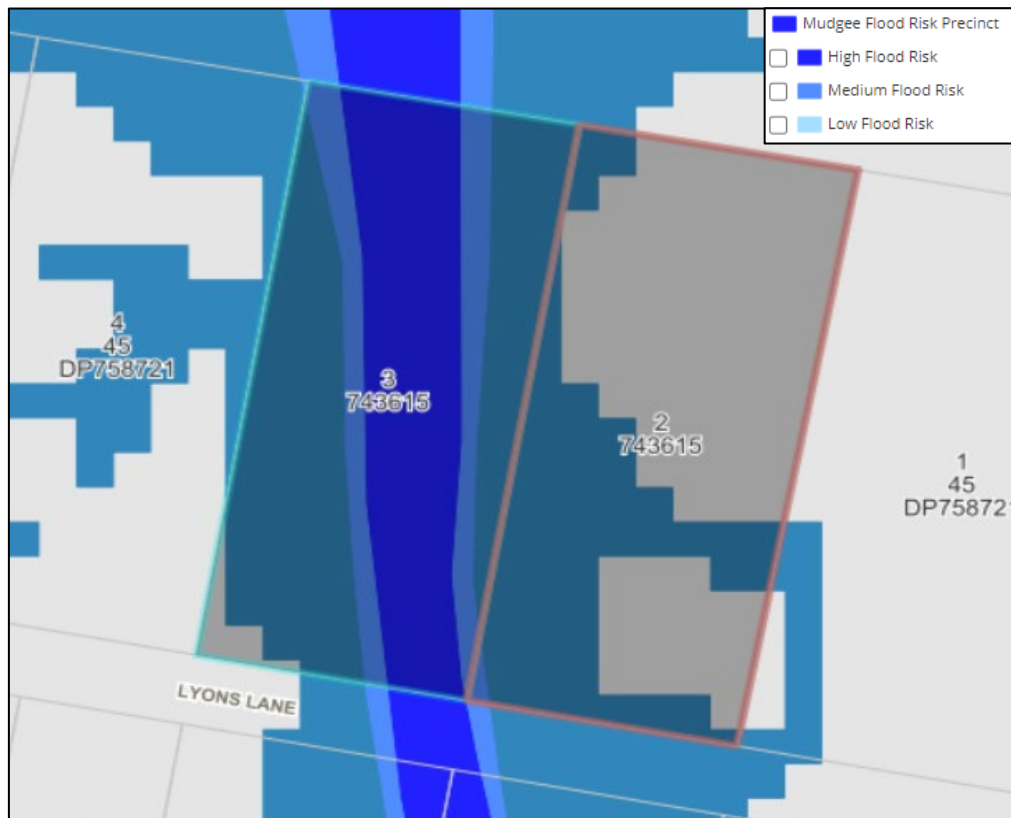 Mudgee Flood Risk Precinct
High Flood Risk
Medium Flood Risk
Low Flood Risk
4
45
DP758721
3
743615
2
743615
1
45
DP758721
LYONS LANE